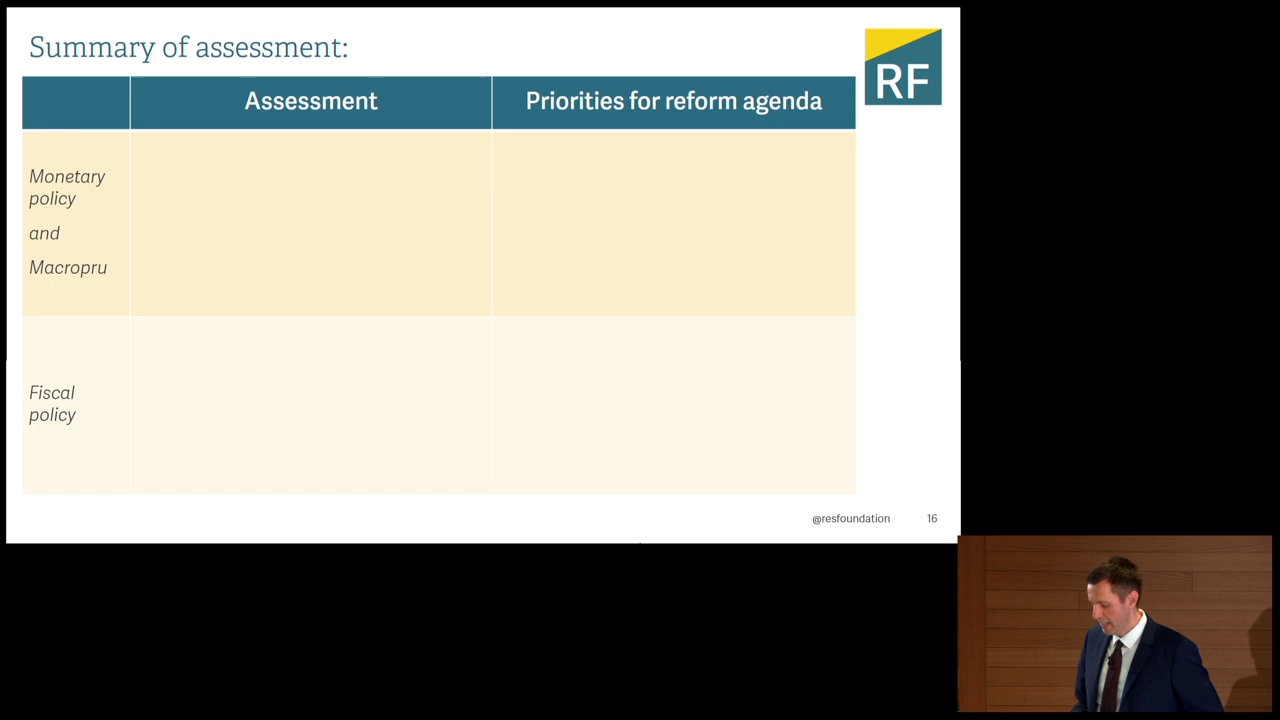 Summary of assessment:
RF
Assessment
Priorities for reform agenda
Monetary
policy
and
Macropru
Fiscal
policy
@resfoundation
16